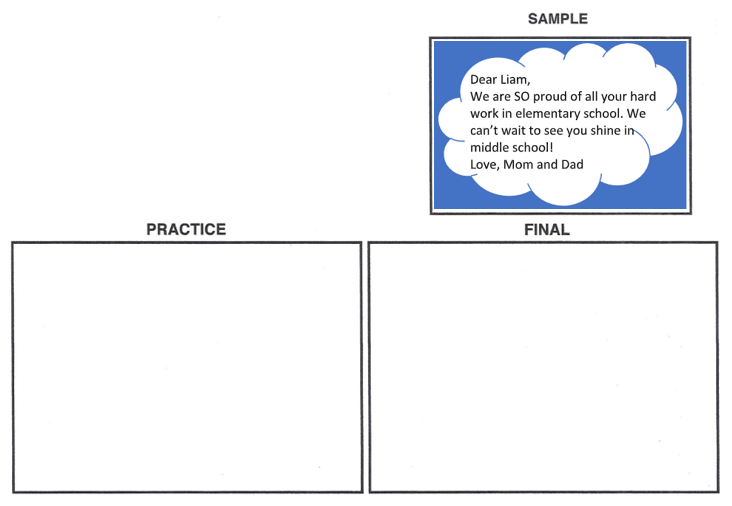 SAMPLE
Dear Liam,
We are SO proud of all your hard
work in elementary school. We
can't wait to see you shine in
middle school!
Love, Mom and Dad
PRACTICE
FINAL